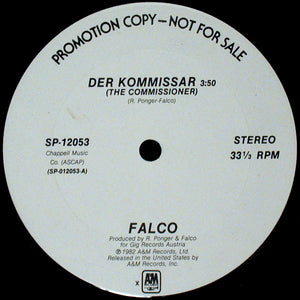 PROMOTION COPY—NOT FOR SALE
DER KOMMISSAR 3:50
(THE COMMISSIONER)
(R. Ponger-Falco)
SP-12053
Chappell Music
Co. (ASCAP)
(SP-012053-A)
STEREO
33⅓ RPM
FALCO
Produced by R. Ponger & Falco
for Gig Records Austria
℗ 1982 A&M Records, Ltd.
Released in the United States by
A&M Records, Inc.
x
A&M